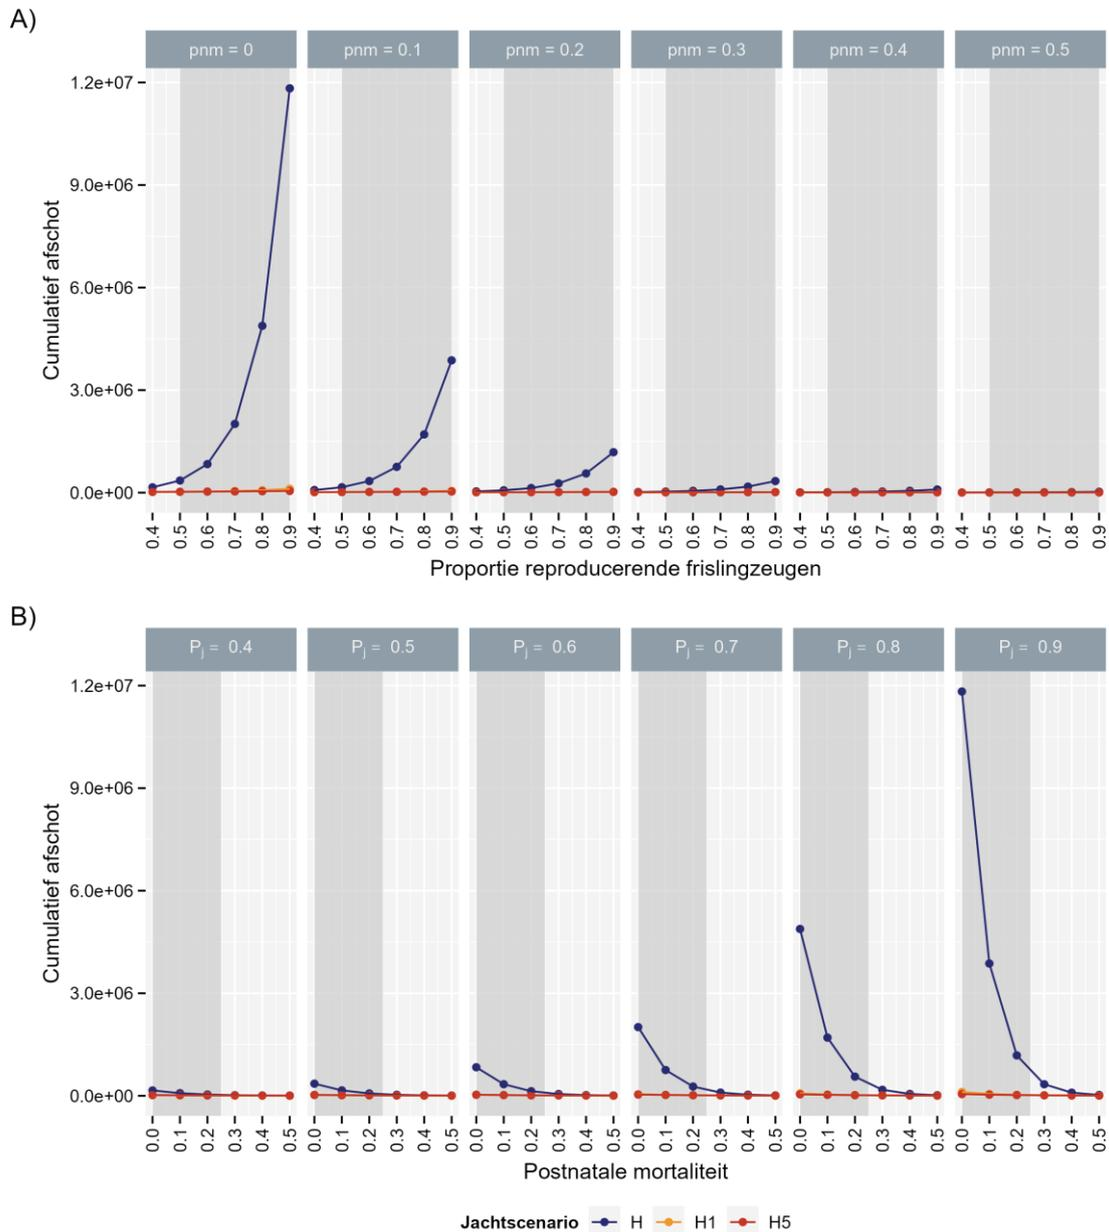 A)
pnm = 0 pnm = 0.1 pnm = 0.2 pnm = 0.3 pnm = 0.4 pnm = 0.5
Cumulatief afschot
1.2e+07
9.0e+06
6.0e+06
3.0e+06
0.0e+00
0.4 0.5 0.6 0.7 0.8 0.9 0.4 0.5 0.6 0.7 0.8 0.9 0.4 0.5 0.6 0.7 0.8 0.9 0.4 0.5 0.6 0.7 0.8 0.9 0.4 0.5 0.6 0.7 0.8 0.9 0.4 0.5 0.6 0.7 0.8 0.9
Proportie reproducerende frislingzeugen
B)
Pj = 0.4 Pj = 0.5 Pj = 0.6 Pj = 0.7 Pj = 0.8 Pj = 0.9
Cumulatief afschot
1.2e+07
9.0e+06
6.0e+06
3.0e+06
0.0e+00
0.0 0.1 0.2 0.3 0.4 0.5 0.0 0.1 0.2 0.3 0.4 0.5 0.0 0.1 0.2 0.3 0.4 0.5 0.0 0.1 0.2 0.3 0.4 0.5 0.0 0.1 0.2 0.3 0.4 0.5 0.0 0.1 0.2 0.3 0.4 0.5
Postnatale mortaliteit
Jachtscenario H H1 H5